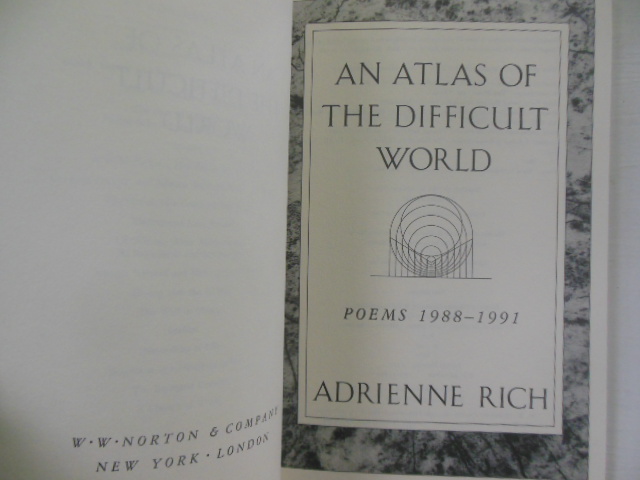 W·W·NORTON & COMPANY
NEW YORK · LONDON
AN ATLAS OF
THE DIFFICULT
WORLD
POEMS 1988–1991
ADRIENNE RICH